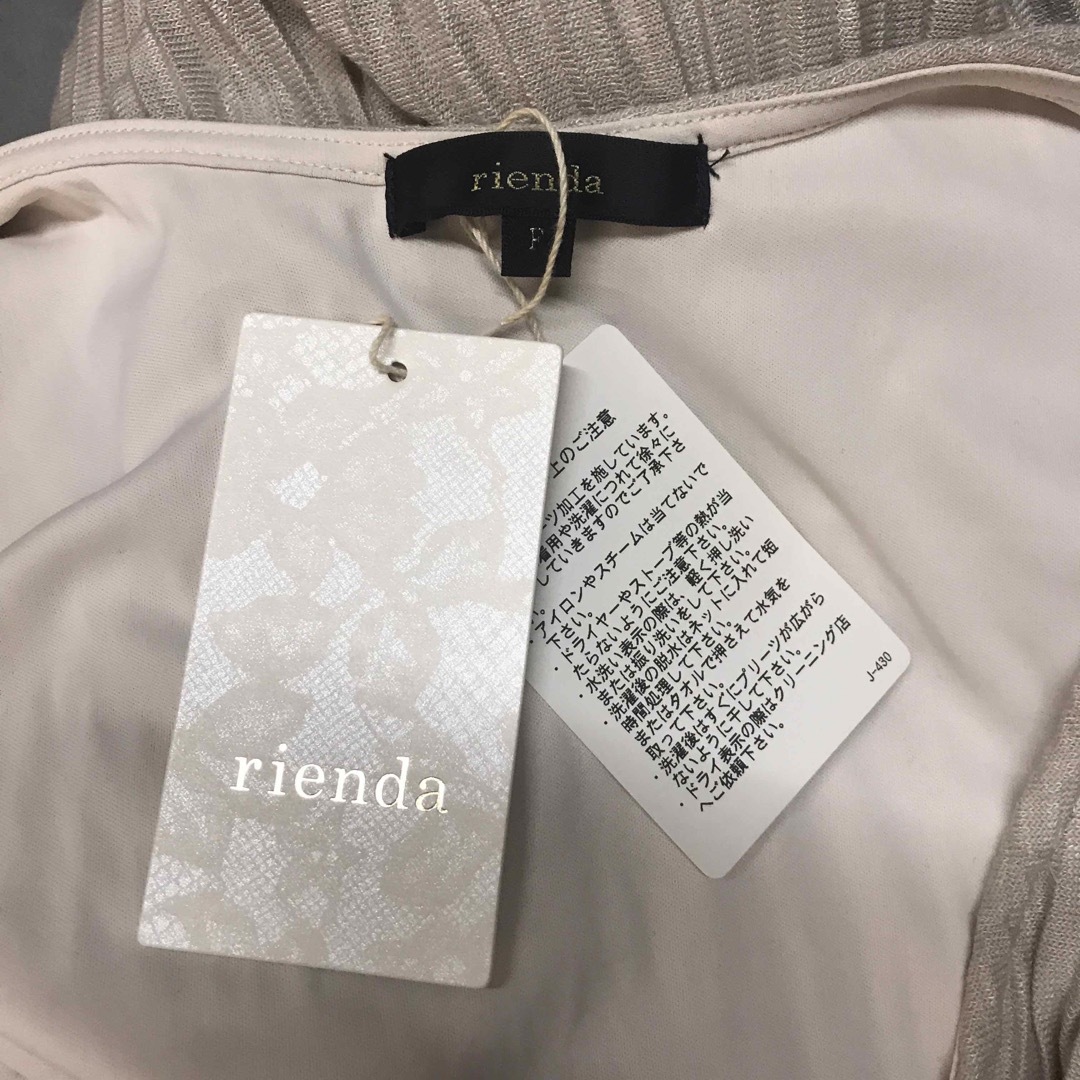 rienda
F
rienda
上のご注意
ツ加工を施しています。
着用や洗濯につれて徐々に
していきますのでご了承下さ
い。
・アイロンやスチームは当てないで
下さい。
・ドライヤーやストーブ等の熱が当
たらないようにご注意下さい。
・水洗い表示の際は、軽く押し洗い
または振り洗いをして下さい。
・洗濯後の脱水はネットに入れて短
時間処理して下さい。
またはタオルで押さえて水気を
取って下さい。
・洗濯後はすぐにプリーツが広がら
ないように干して下さい。
・ドライ表示の際はクリーニング店
へご依頼下さい。
J-430